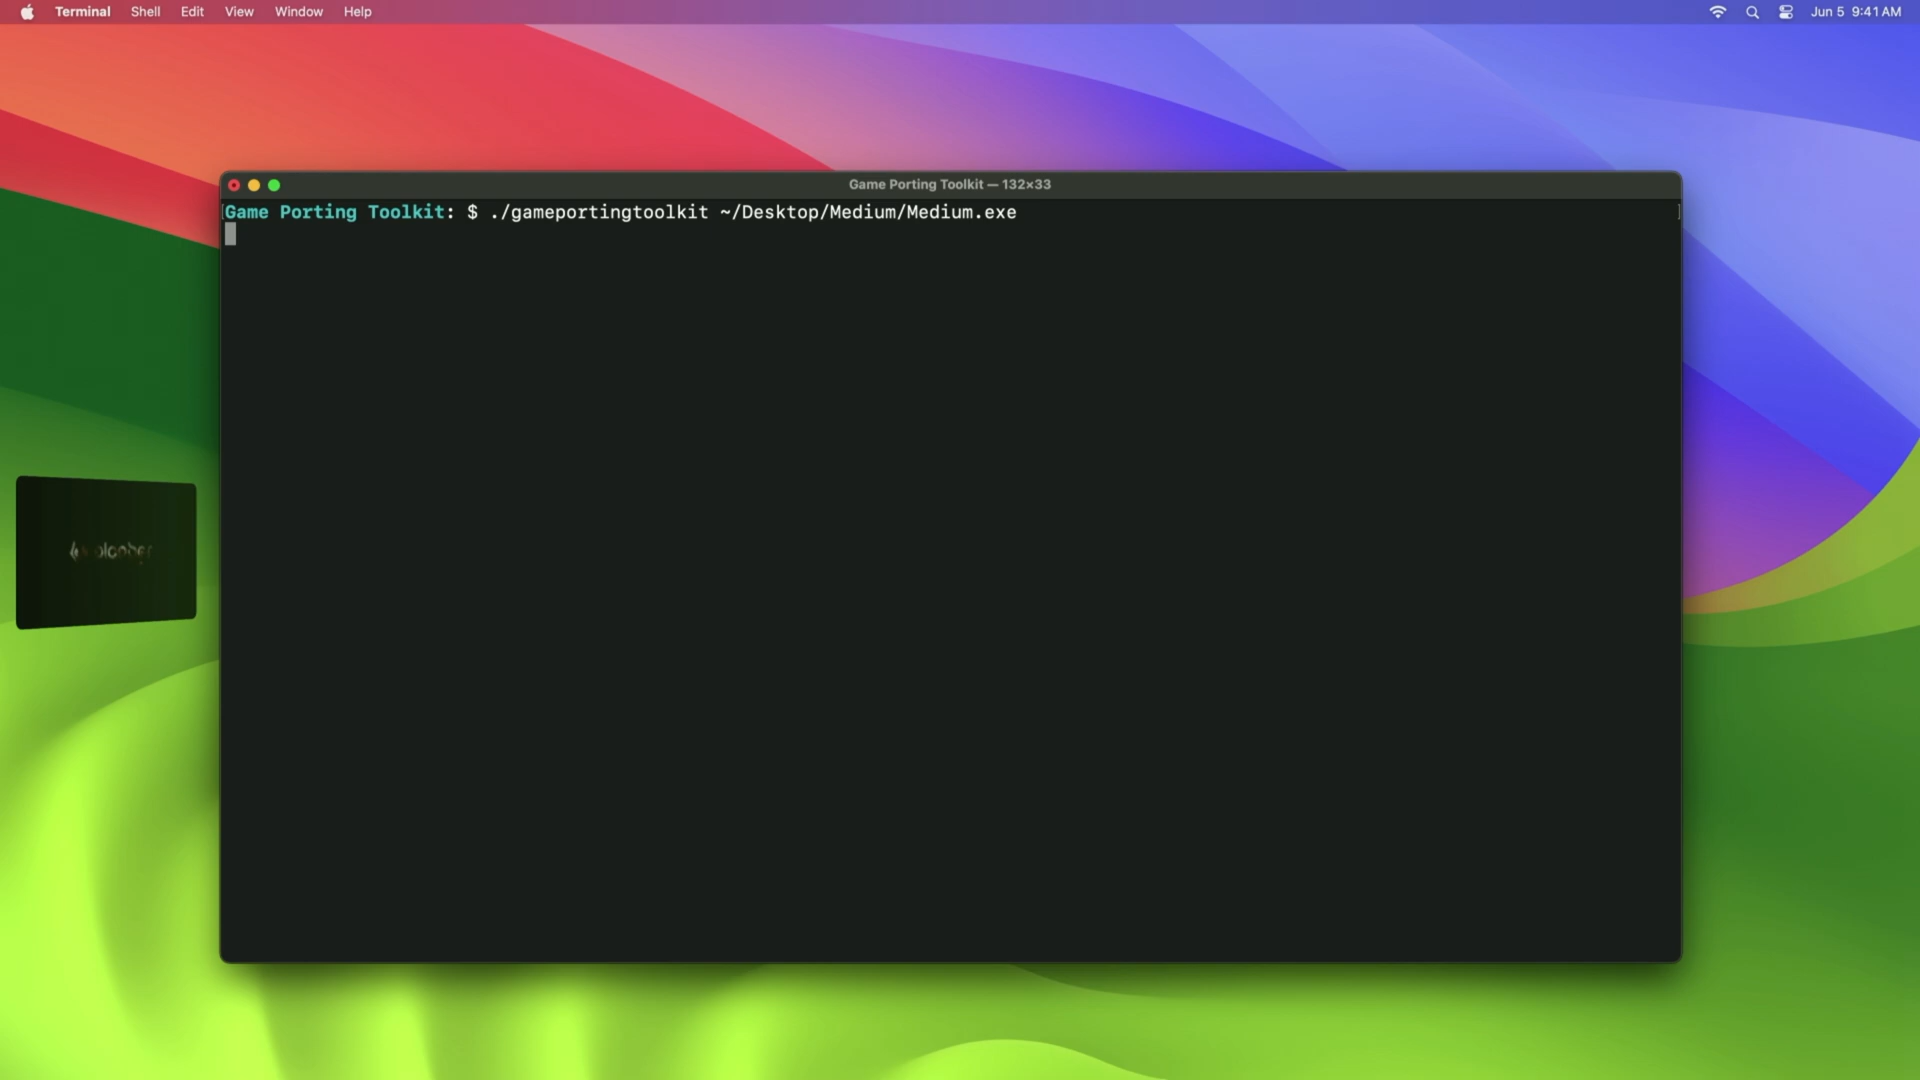 Terminal Shell Edit View Window Help Jun 5 9:41 AM
Game Porting Toolkit — 132×33
Game Porting Toolkit: $ ./gameportingtoolkit ~/Desktop/Medium/Medium.exe